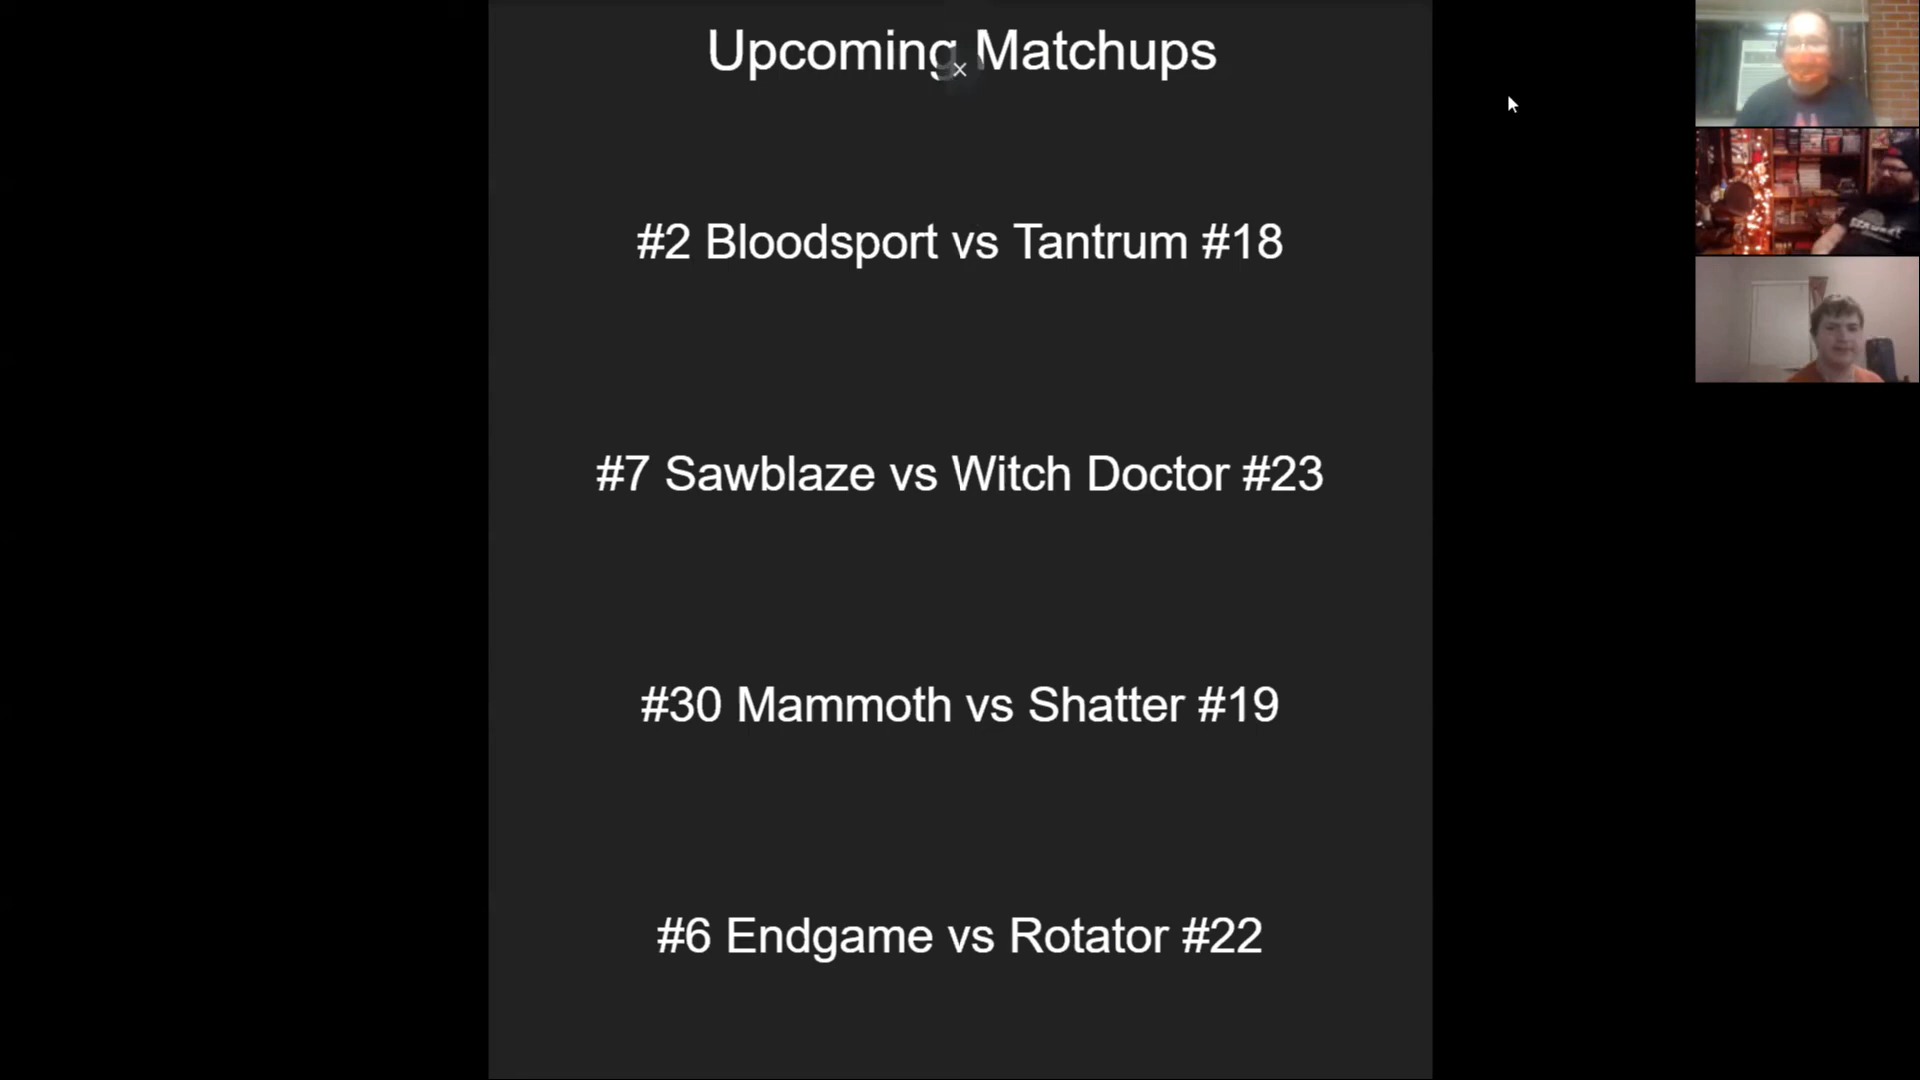 Upcoming Matchups
#2 Bloodsport vs Tantrum #18
#7 Sawblaze vs Witch Doctor #23
#30 Mammoth vs Shatter #19
#6 Endgame vs Rotator #22